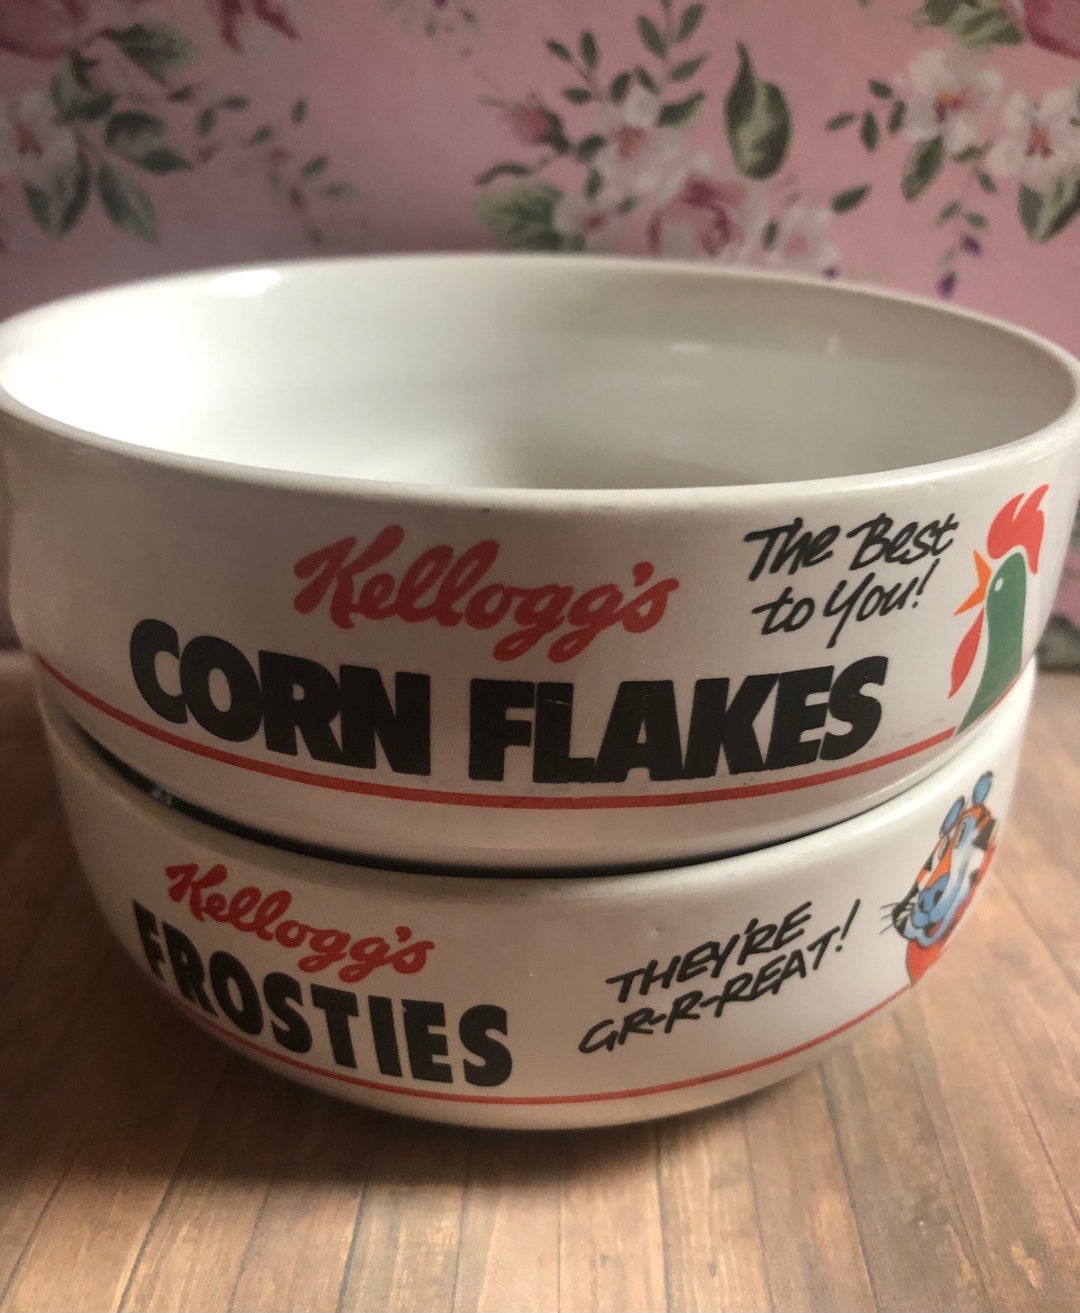 Kellogg's
CORN FLAKES
The Best
to You!
Kellogg's
FROSTIES
THEY'RE
GR-R-REAT!